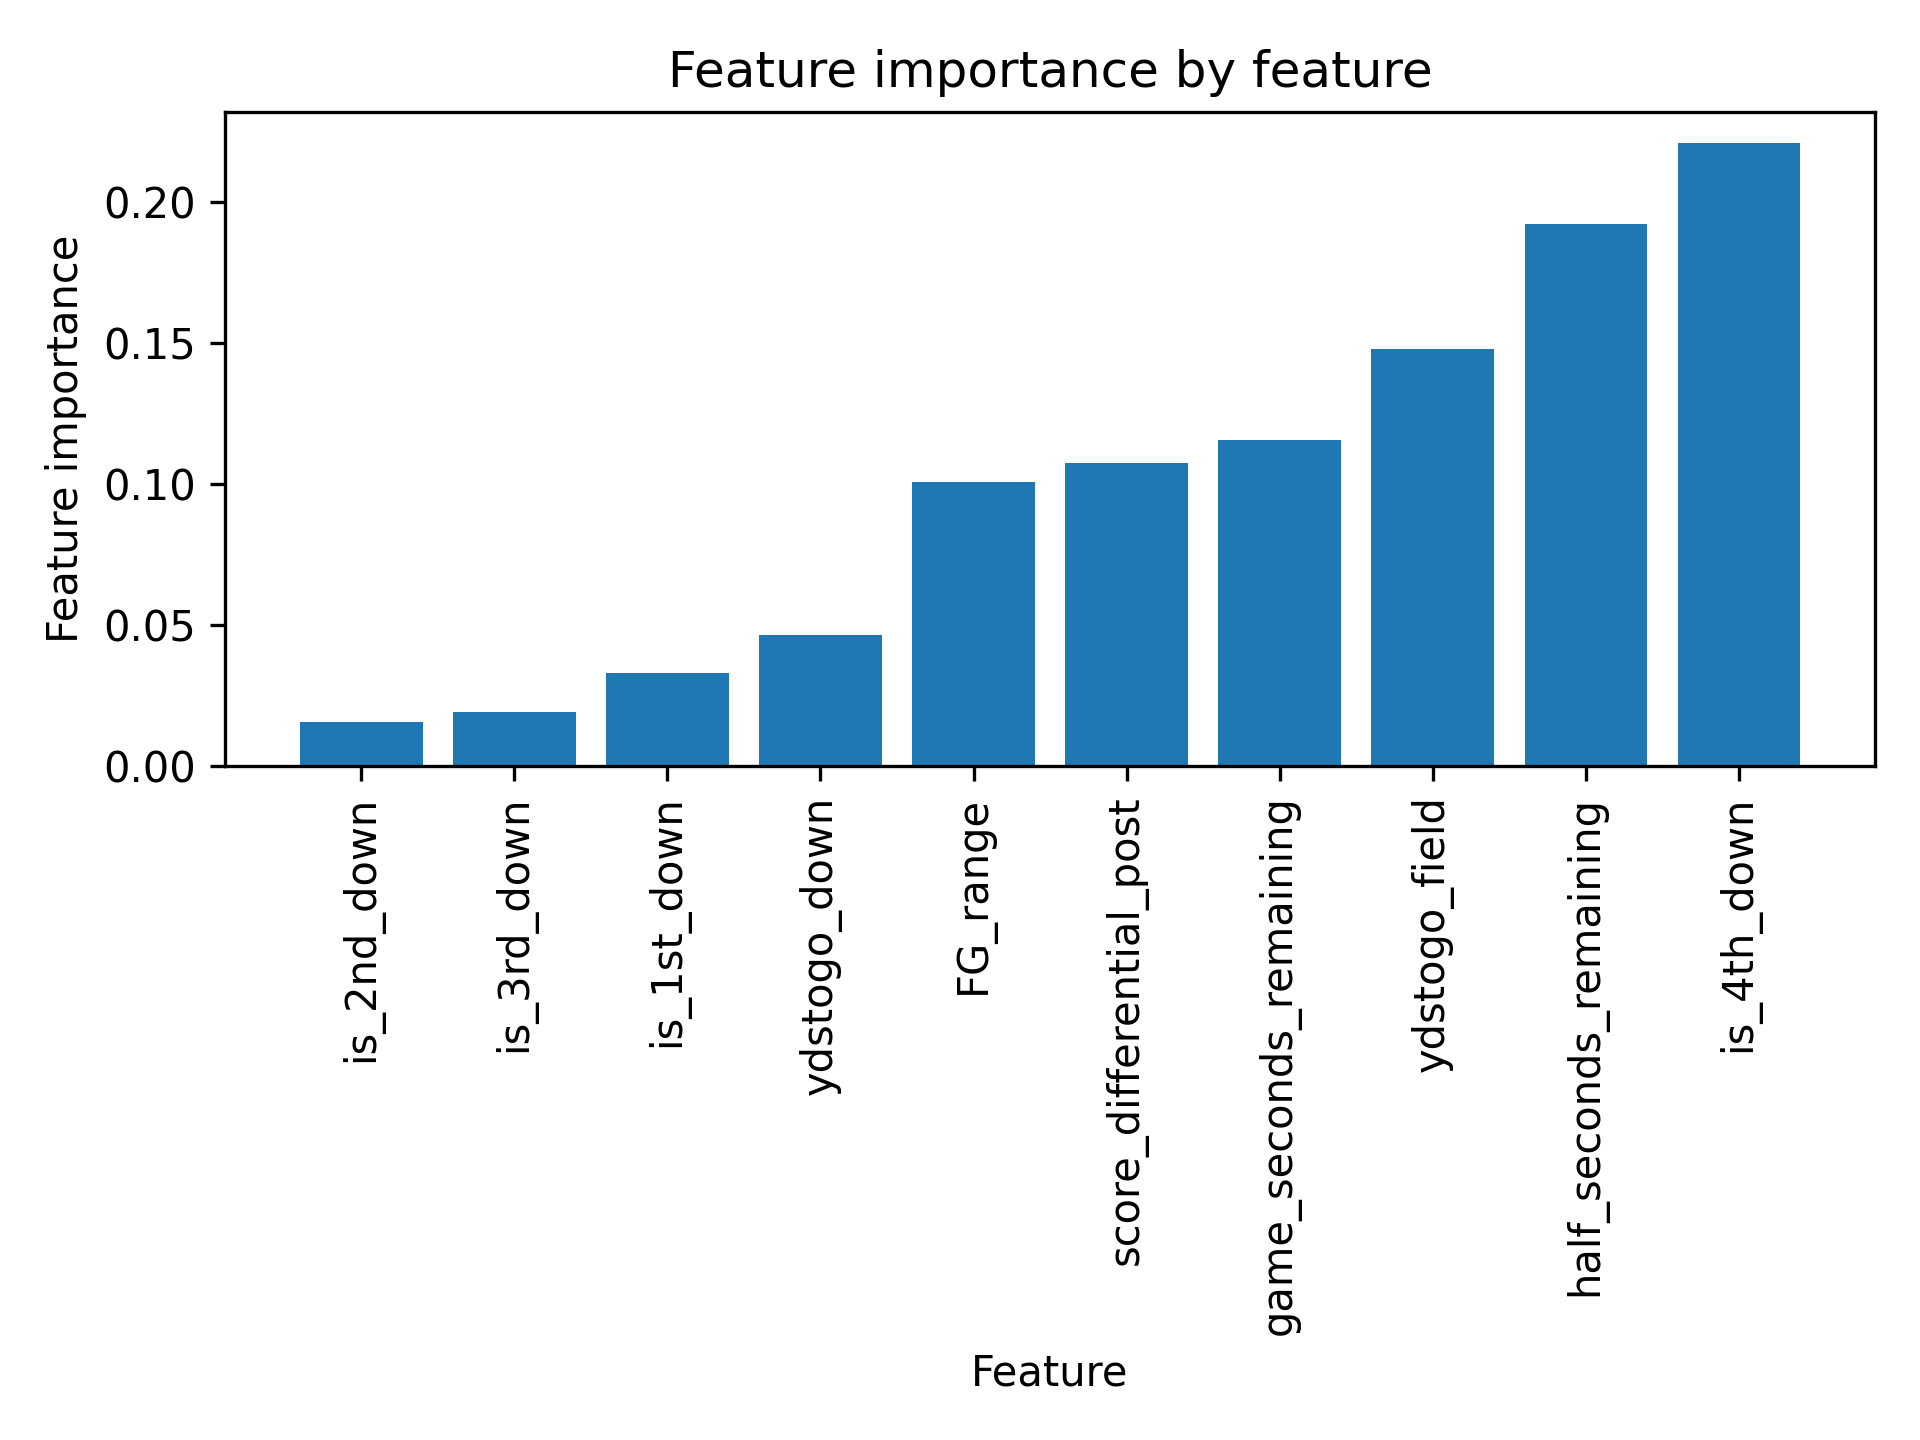 Feature importance by feature
Feature importance
0.20
0.15
0.10
0.05
0.00
is_2nd_down
is_3rd_down
is_1st_down
ydstogo_down
FG_range
score_differential_post
game_seconds_remaining
ydstogo_field
half_seconds_remaining
is_4th_down
Feature